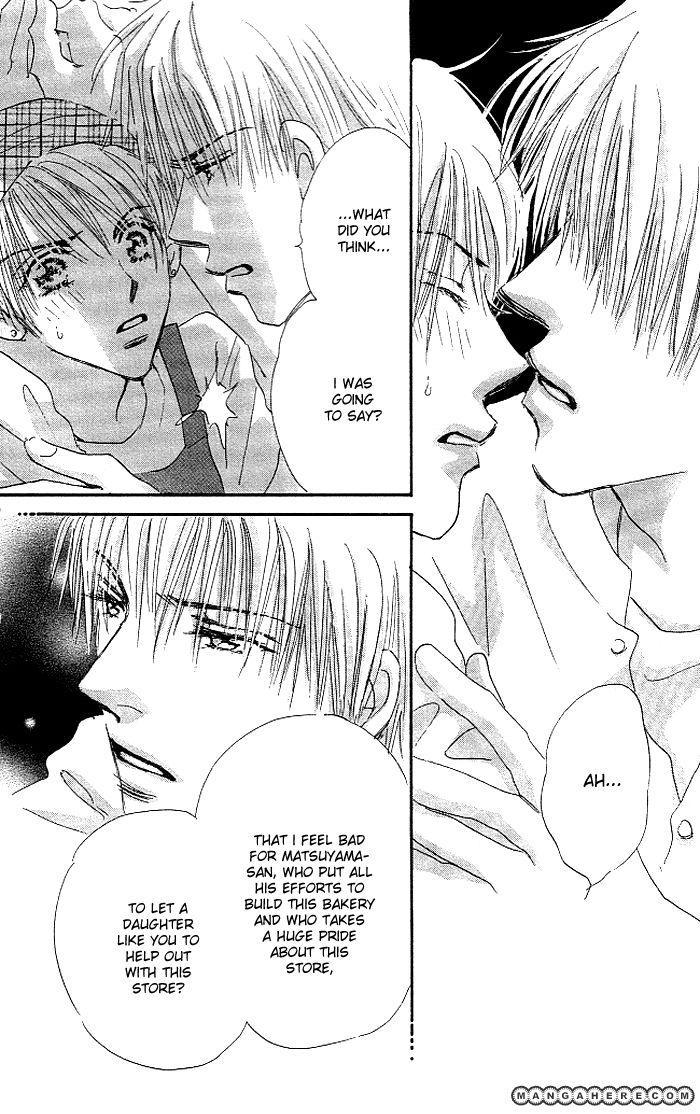 AH...
...WHAT
DID YOU
THINK...
I WAS
GOING
TO SAY?
THAT I FEEL BAD
FOR MATSUYAMA-
SAN, WHO PUT ALL
HIS EFFORTS TO
BUILD THIS BAKERY
AND WHO TAKES
A HUGE PRIDE
ABOUT THIS
STORE,
TO LET A
DAUGHTER
LIKE YOU TO
HELP OUT
WITH THIS
STORE?
MANGAHERE.COM